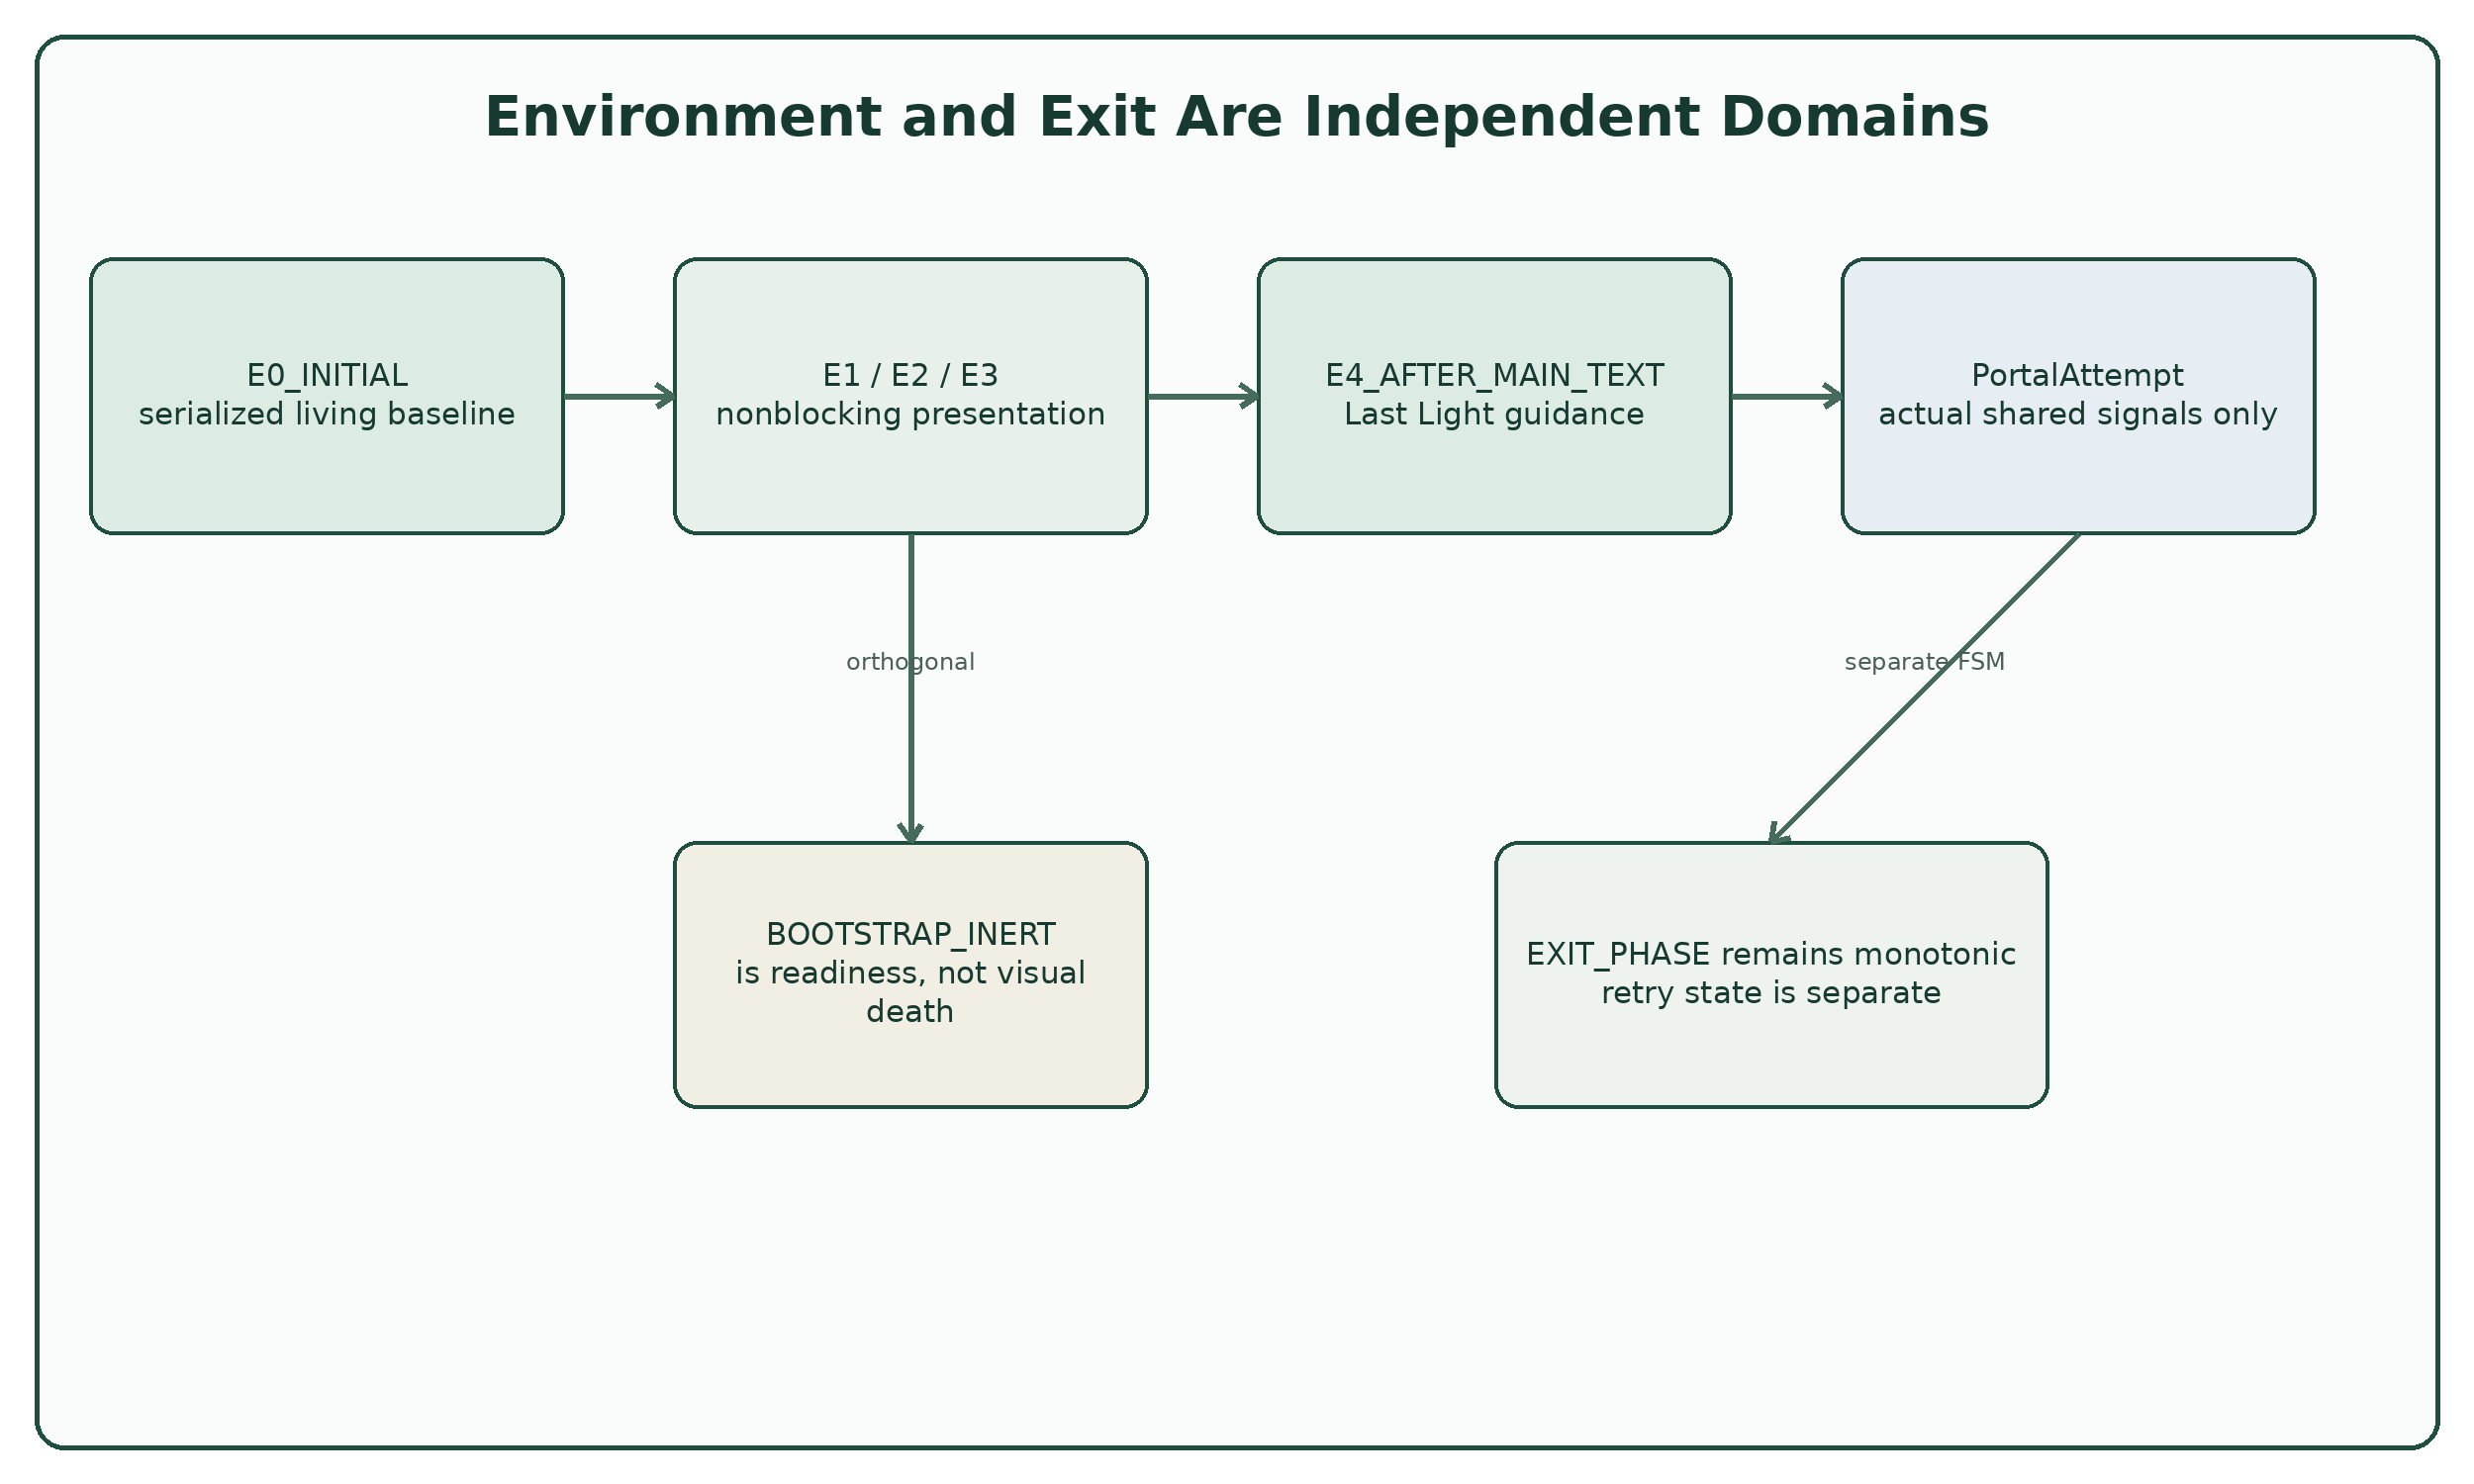 Environment and Exit Are Independent Domains
E0_INITIAL
serialized living baseline
E1 / E2 / E3
nonblocking presentation
E4_AFTER_MAIN_TEXT
Last Light guidance
PortalAttempt
actual shared signals only
orthogonal
separate FSM
BOOTSTRAP_INERT
is readiness, not visual
death
EXIT_PHASE remains monotonic
retry state is separate